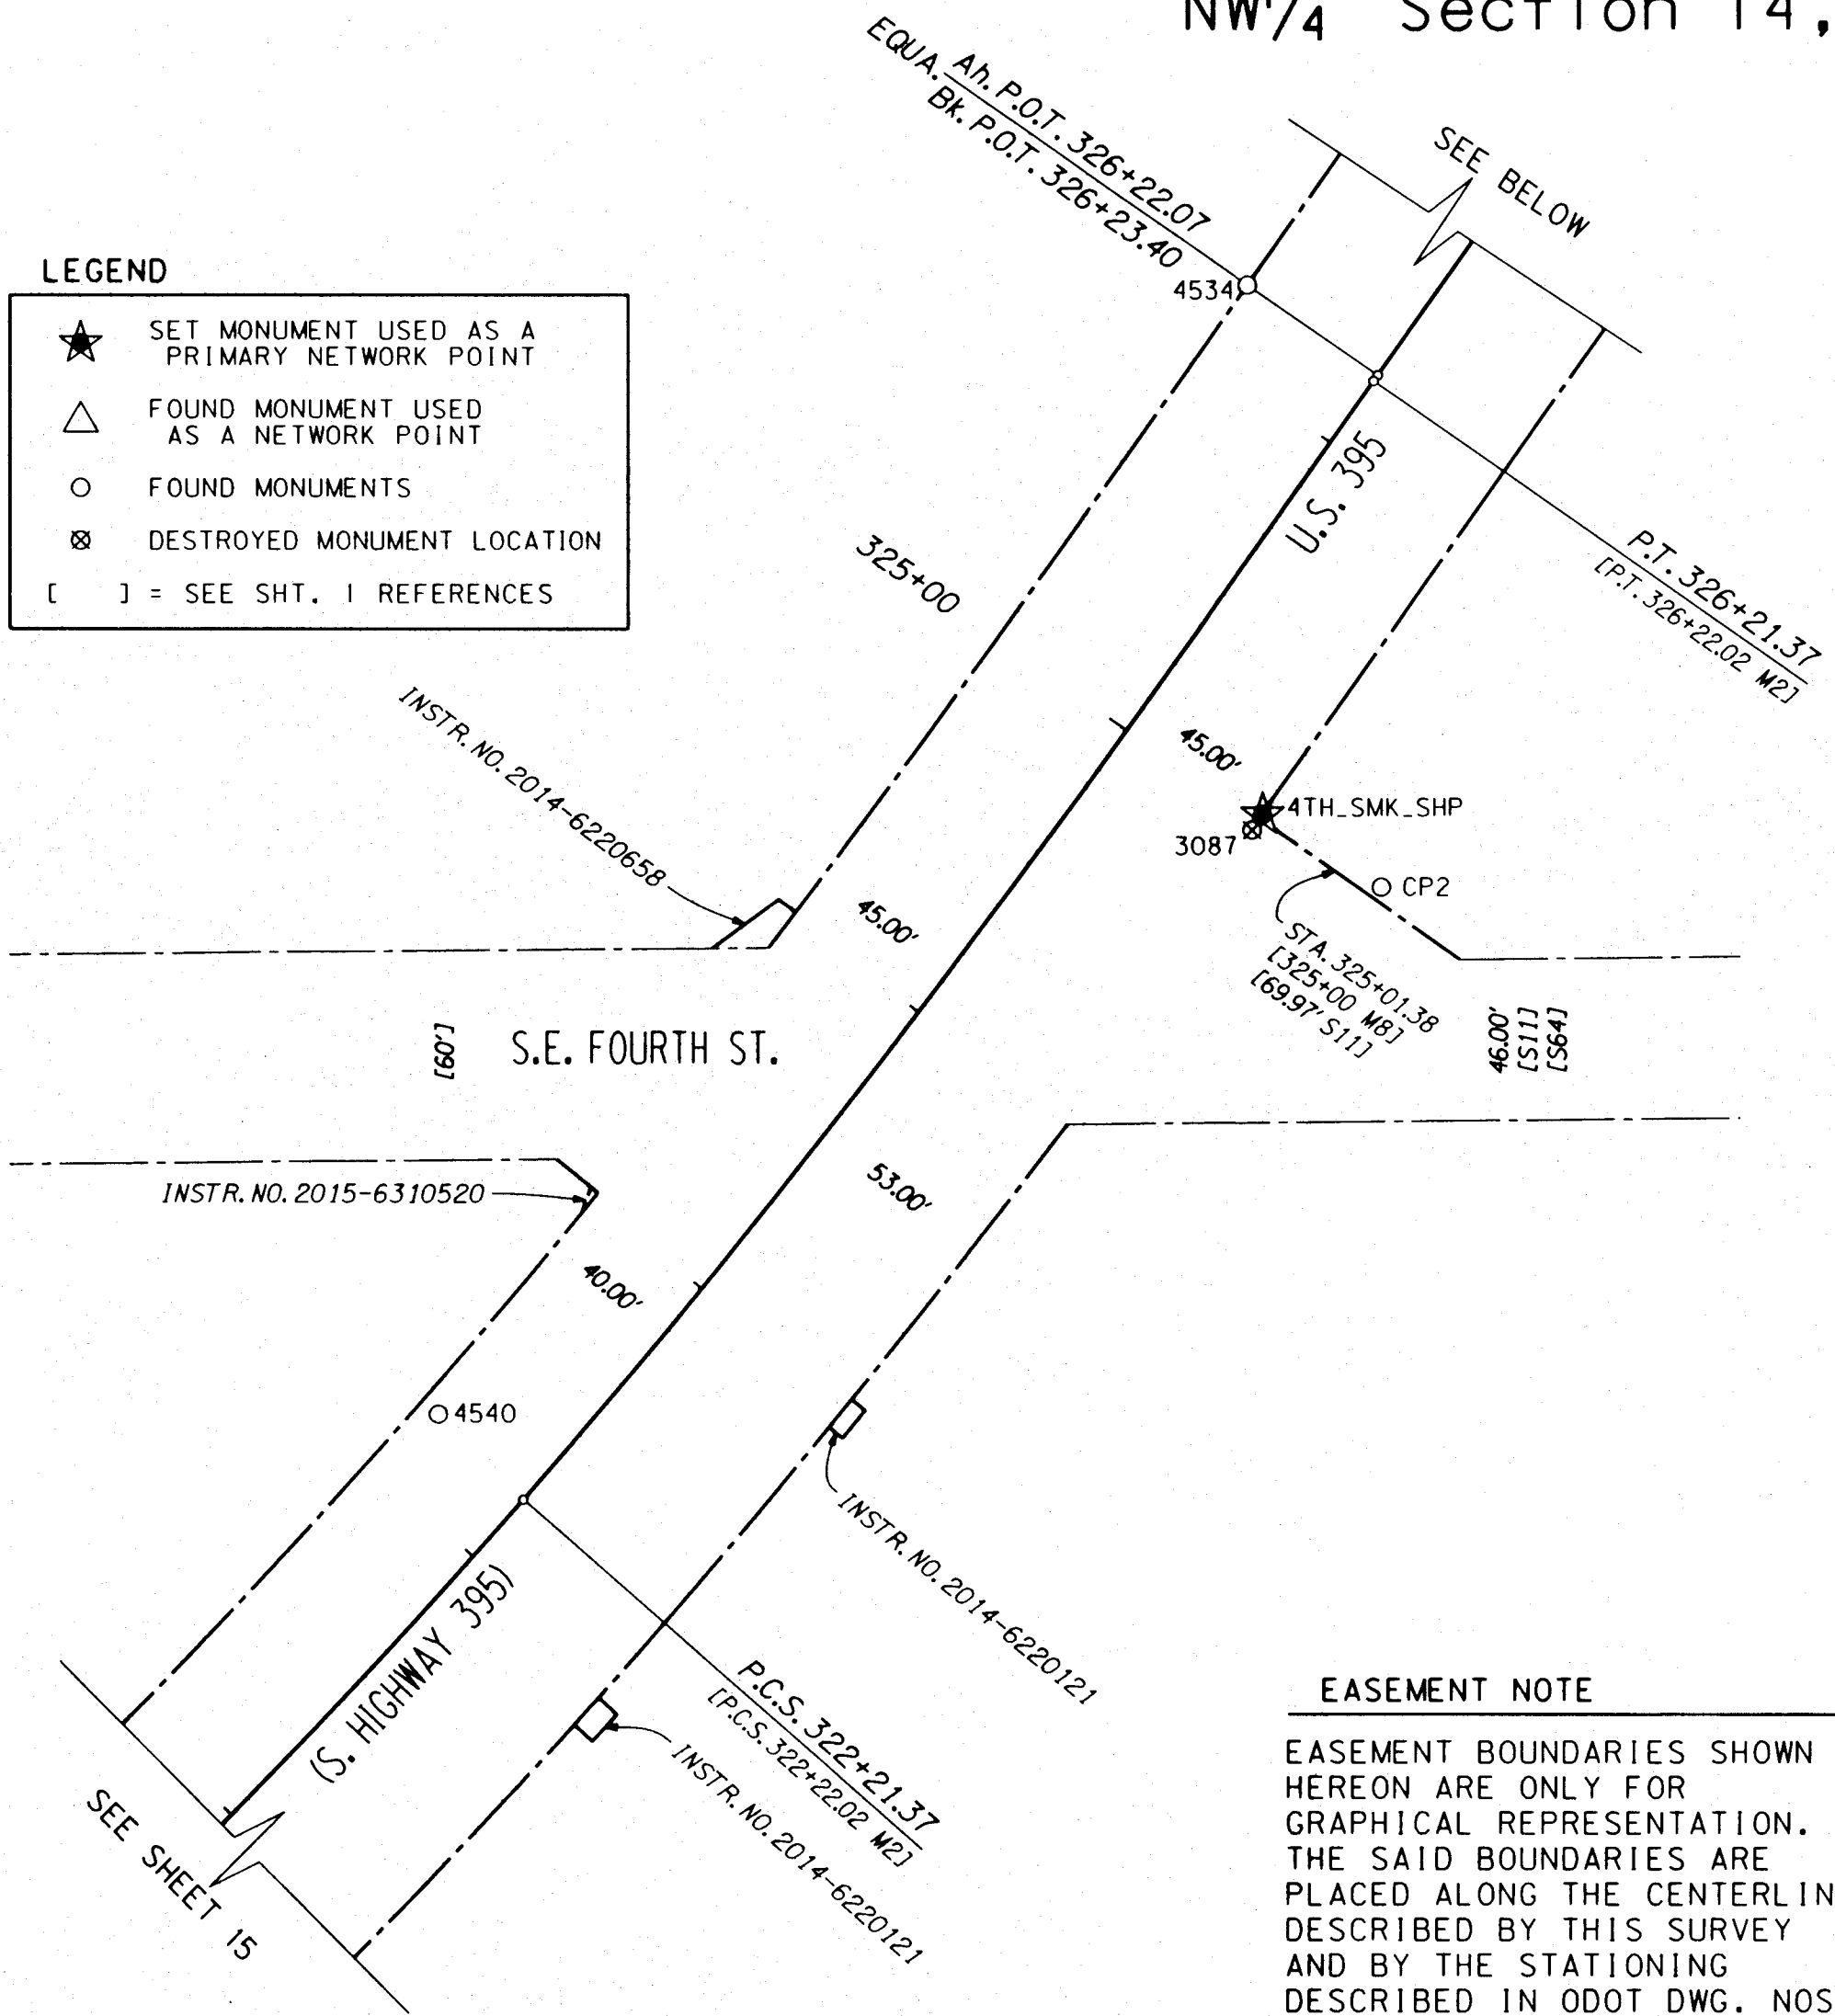 NW1/4 Section 14,
EQUA. Ah. P.O.T. 326+22.07
Bk. P.O.T. 326+23.40
SEE BELOW
4534
LEGEND
SET MONUMENT USED AS A
PRIMARY NETWORK POINT
FOUND MONUMENT USED
AS A NETWORK POINT
FOUND MONUMENTS
DESTROYED MONUMENT LOCATION
[ ] = SEE SHT. 1 REFERENCES
U.S. 395
325+00
P.T. 326+21.37
[P.T. 326+22.02 M2]
INSTR. NO. 2014-6220658
45.00'
4TH_SMK_SHP
3087
CP2
45.00'
STA. 325+01.38
[325+00 M8]
[69.97' S11]
46.00'
[S11]
[S64]
[60']
S.E. FOURTH ST.
INSTR. NO. 2015-6310520
53.00'
40.00'
4540
INSTR. NO. 2014-6220121
(S. HIGHWAY 395)
P.C.S. 322+21.37
[P.C.S. 322+22.02 M2]
INSTR. NO. 2014-6220121
SEE SHEET 15
EASEMENT NOTE
EASEMENT BOUNDARIES SHOWN
HEREON ARE ONLY FOR
GRAPHICAL REPRESENTATION.
THE SAID BOUNDARIES ARE
PLACED ALONG THE CENTERLIN
DESCRIBED BY THIS SURVEY
AND BY THE STATIONING
DESCRIBED IN ODOT DWG. NOS